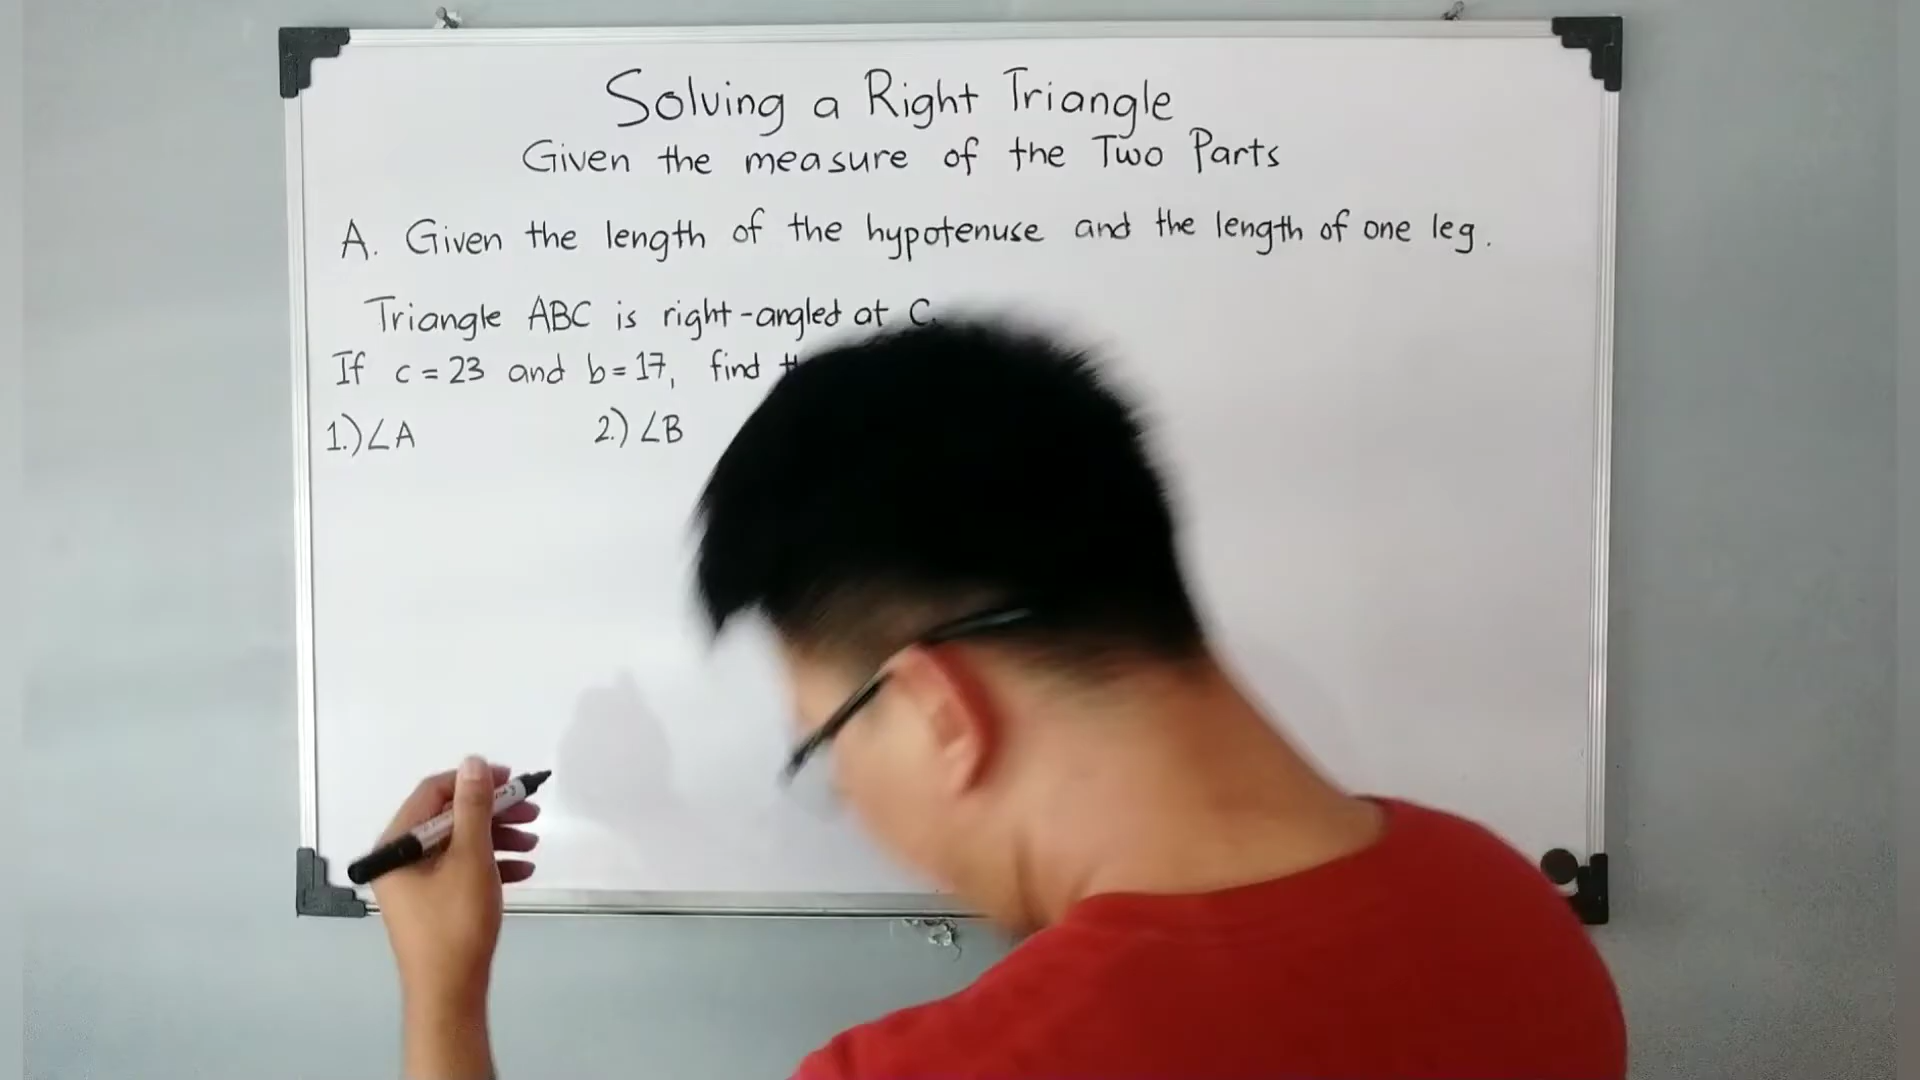 Solving a Right Triangle
Given the measure of the Two Parts
A. Given the length of the hypotenuse and the length of one leg.
Triangle ABC is right-angled at C.
If c = 23 and b = 17, find
1.) ∠A 2.) ∠B